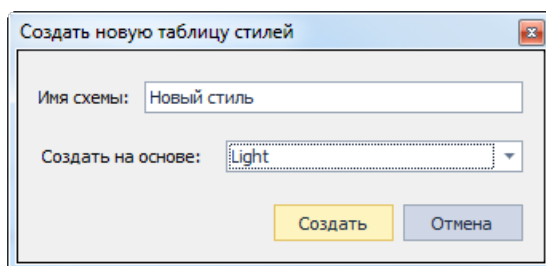 Создать новую таблицу стилей
Имя схемы: Новый стиль
Создать на основе: Light
Создать Отмена